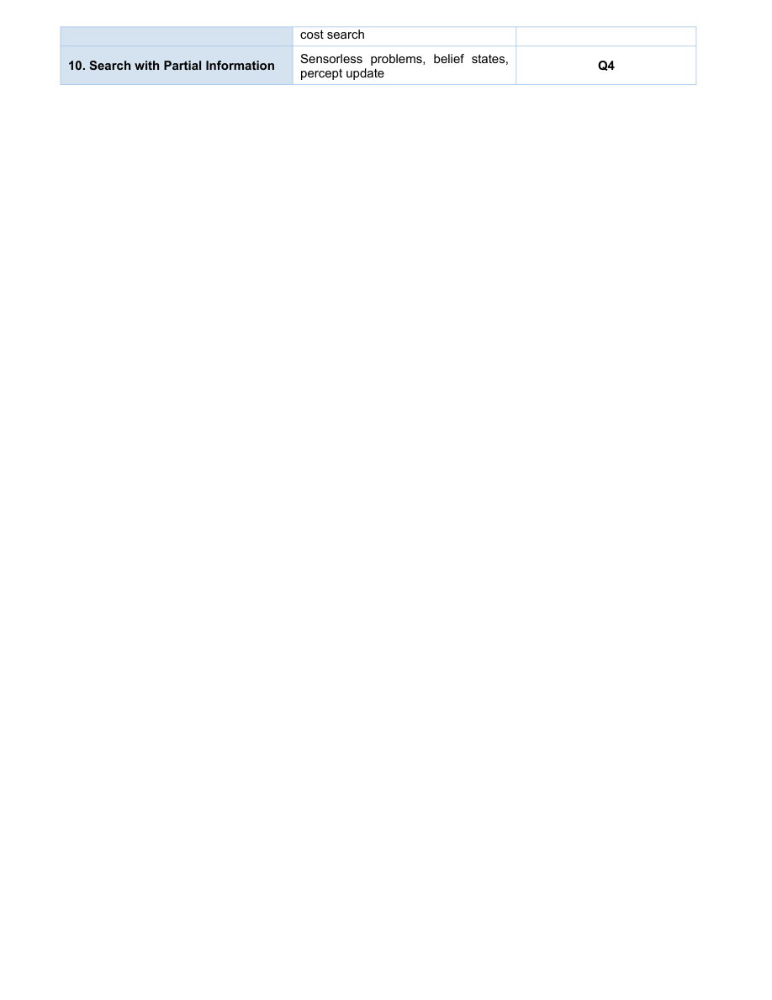 cost search
10. Search with Partial Information
Sensorless problems, belief states,
percept update
Q4